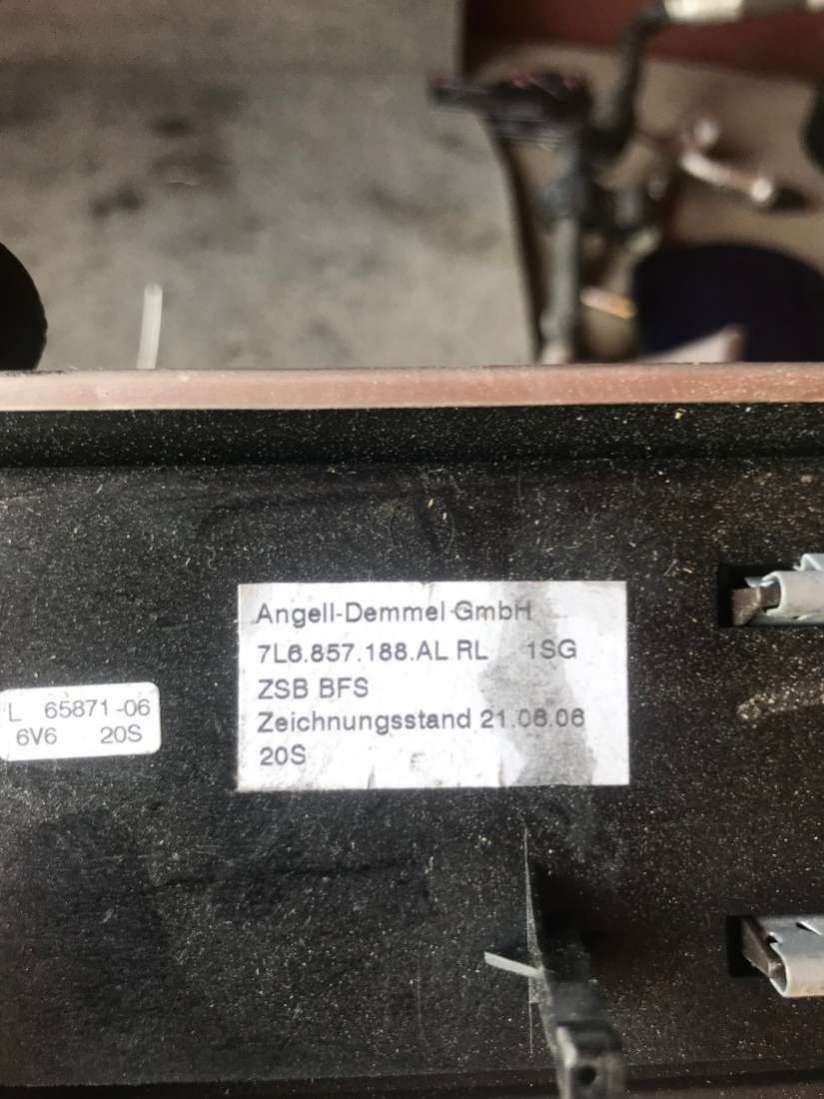 Angell-Demmel GmbH
7L6.857.188.AL RL 1SG
ZSB BFS
Zeichnungsstand 21.06.06
20S
L 65871-06
6V6 20S